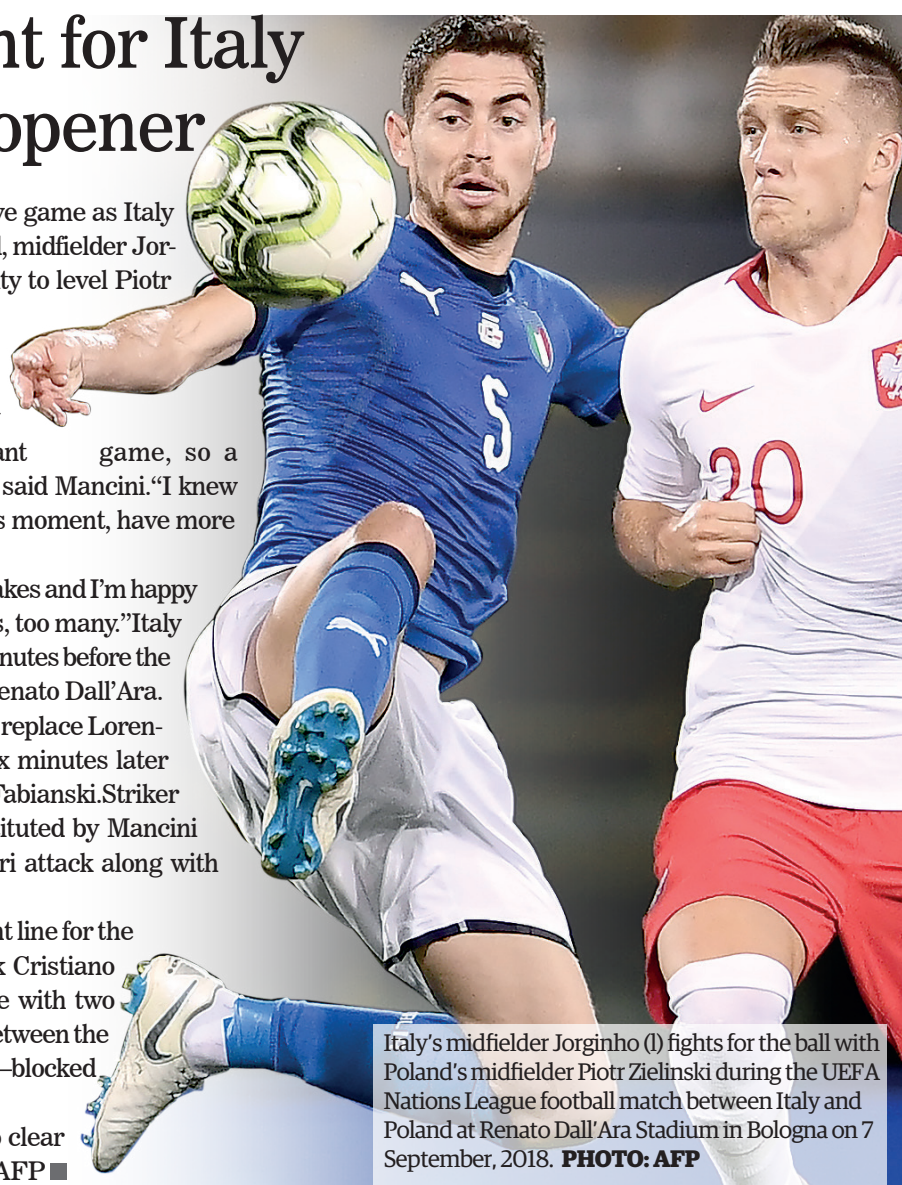 nt for Italy
opener
ve game as Italy
, midfielder Jor-
ty to level Piotr
ant game, so a
said Mancini.“I knew
s moment, have more
akes and I’m happy
s, too many.”Italy
nutes before the
enato Dall’Ara.
replace Loren-
x minutes later
Fabianski.Striker
ituted by Mancini
ri attack along with
nt line for the
k Cristiano
e with two
etween the
–blocked
o clear
AFP ■
5
20
Italy’s midfielder Jorginho (l) fights for the ball with
Poland’s midfielder Piotr Zielinski during the UEFA
Nations League football match between Italy and
Poland at Renato Dall’Ara Stadium in Bologna on 7
September, 2018. PHOTO: AFP